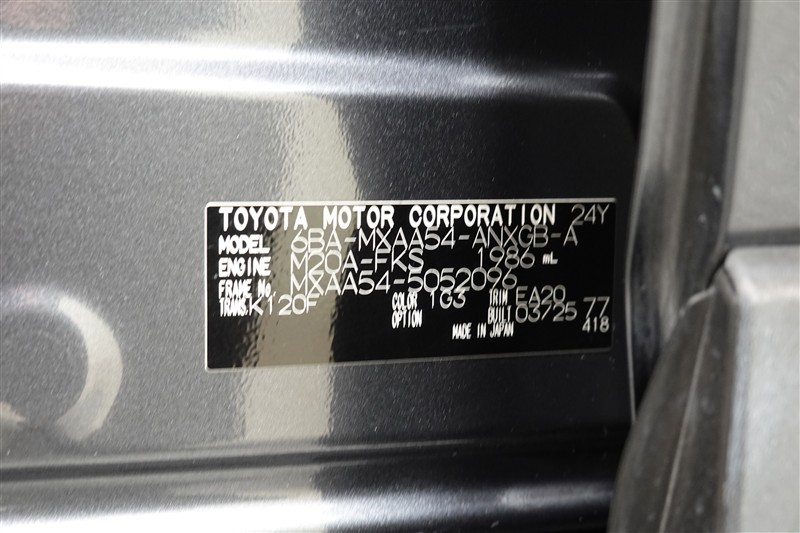 TOYOTA MOTOR CORPORATION 24Y
MODEL 6BA-MXAA54-ANXGB-A
ENGINE M20A-FKS 1986 mL
FRAME No. MXAA54-5052096
TRANS. K120F COLOR 1G3 TRIM EA20
OPTION BUILT 03725 77
MADE IN JAPAN 418